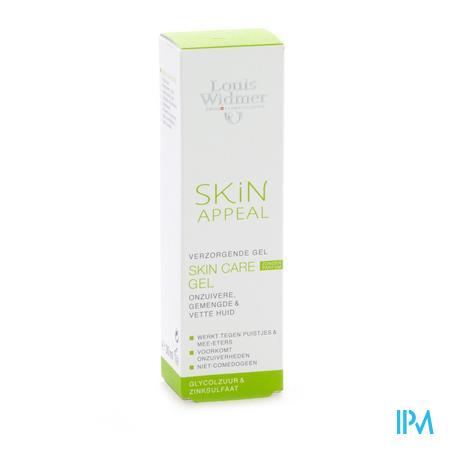 Louis
Widmer
SKiN
APPEAL
VERZORGENDE GEL
SKIN CARE
GEL
ONZUIVERE,
GEMENGDE &
VETTE HUID
WERKT TEGEN PUISTJES &
MEE-ETERS
VOORKOMT
ONZUIVERHEDEN
NIET-COMEDOGEEN
GLYCOLZUUR &
ZINKSULFAAT
IPM